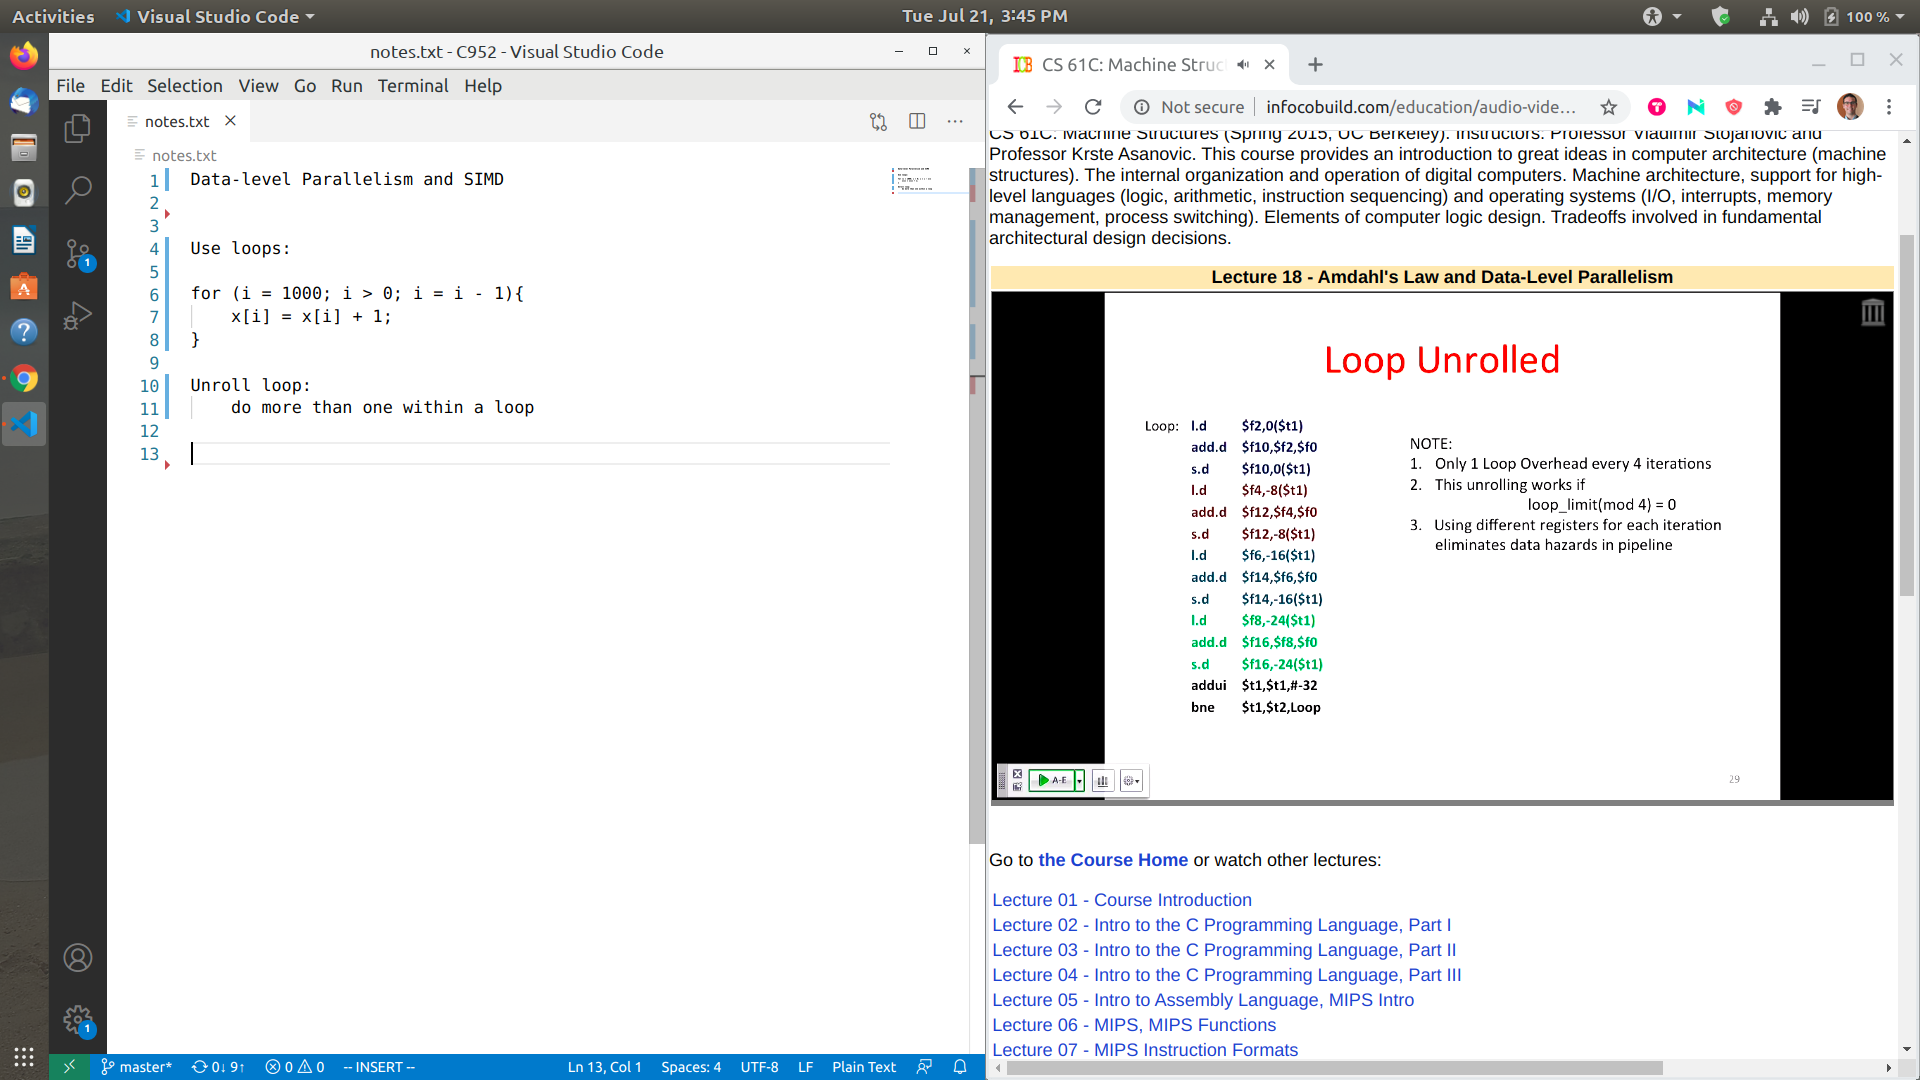 Activities
Visual Studio Code
Tue Jul 21, 3:45 PM
100 %
notes.txt - C952 - Visual Studio Code
File Edit Selection View Go Run Terminal Help
notes.txt
notes.txt
1 Data-level Parallelism and SIMD
2
3
4 Use loops:
5
6 for (i = 1000; i > 0; i = i - 1){
7 x[i] = x[i] + 1;
8 }
9
10 Unroll loop:
11 do more than one within a loop
12
13
1
1
master* 0↓ 9↑ 0 0 -- INSERT -- Ln 13, Col 1 Spaces: 4 UTF-8 LF Plain Text
CS 61C: Machine Struc
Not secure infocobuild.com/education/audio-vide...
CS 61C: Machine Structures (Spring 2015, UC Berkeley). Instructors: Professor Vladimir Stojanovic and
Professor Krste Asanovic. This course provides an introduction to great ideas in computer architecture (machine
structures). The internal organization and operation of digital computers. Machine architecture, support for high-
level languages (logic, arithmetic, instruction sequencing) and operating systems (I/O, interrupts, memory
management, process switching). Elements of computer logic design. Tradeoffs involved in fundamental
architectural design decisions.
Lecture 18 - Amdahl's Law and Data-Level Parallelism
Loop Unrolled
Loop: l.d $f2,0($t1)
add.d $f10,$f2,$f0
s.d $f10,0($t1)
l.d $f4,-8($t1)
add.d $f12,$f4,$f0
s.d $f12,-8($t1)
l.d $f6,-16($t1)
add.d $f14,$f6,$f0
s.d $f14,-16($t1)
l.d $f8,-24($t1)
add.d $f16,$f8,$f0
s.d $f16,-24($t1)
addui $t1,$t1,#-32
bne $t1,$t2,Loop
NOTE:
1. Only 1 Loop Overhead every 4 iterations
2. This unrolling works if
loop_limit(mod 4) = 0
3. Using different registers for each iteration
eliminates data hazards in pipeline
A-E
29
Go to the Course Home or watch other lectures:
Lecture 01 - Course Introduction
Lecture 02 - Intro to the C Programming Language, Part I
Lecture 03 - Intro to the C Programming Language, Part II
Lecture 04 - Intro to the C Programming Language, Part III
Lecture 05 - Intro to Assembly Language, MIPS Intro
Lecture 06 - MIPS, MIPS Functions
Lecture 07 - MIPS Instruction Formats